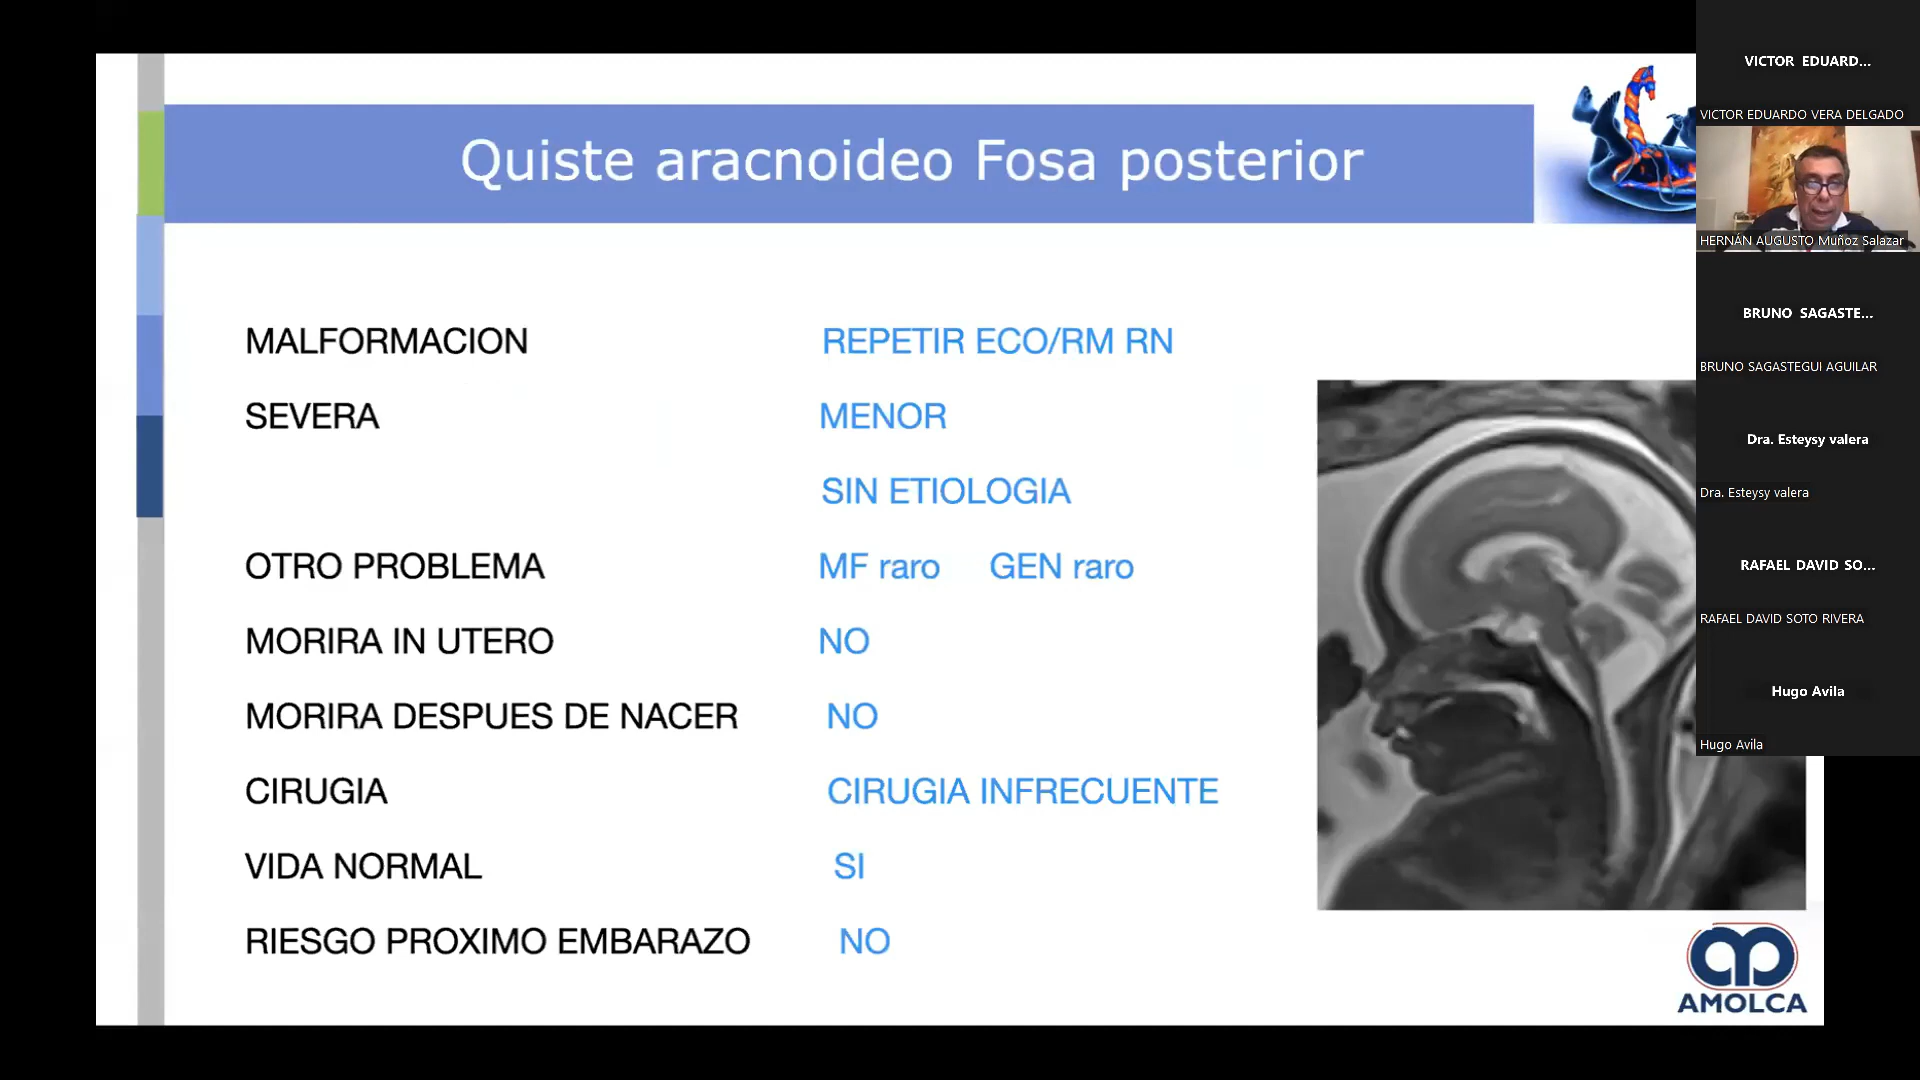 Quiste aracnoideo Fosa posterior
MALFORMACION REPETIR ECO/RM RN
SEVERA MENOR
SIN ETIOLOGIA
OTRO PROBLEMA MF raro GEN raro
MORIRA IN UTERO NO
MORIRA DESPUES DE NACER NO
CIRUGIA CIRUGIA INFRECUENTE
VIDA NORMAL SI
RIESGO PROXIMO EMBARAZO NO
AMOLCA
VICTOR EDUARD...
VICTOR EDUARDO VERA DELGADO
HERNÁN AUGUSTO Muñoz Salazar
BRUNO SAGASTE...
BRUNO SAGASTEGUI AGUILAR
Dra. Esteysy valera
Dra. Esteysy valera
RAFAEL DAVID SO...
RAFAEL DAVID SOTO RIVERA
Hugo Avila
Hugo Avila